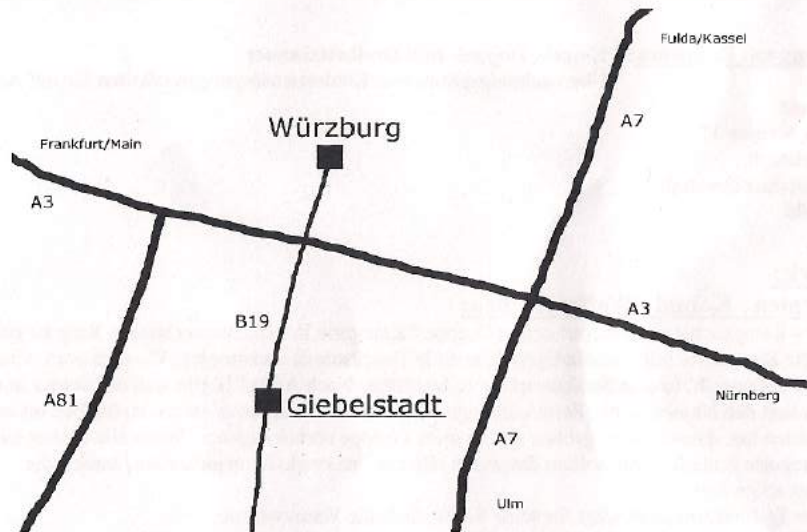 Fulda/Kassel
A7
Würzburg
Frankfurt/Main
A3
B19
A3
Nürnberg
A81
Giebelstadt
A7
Ulm